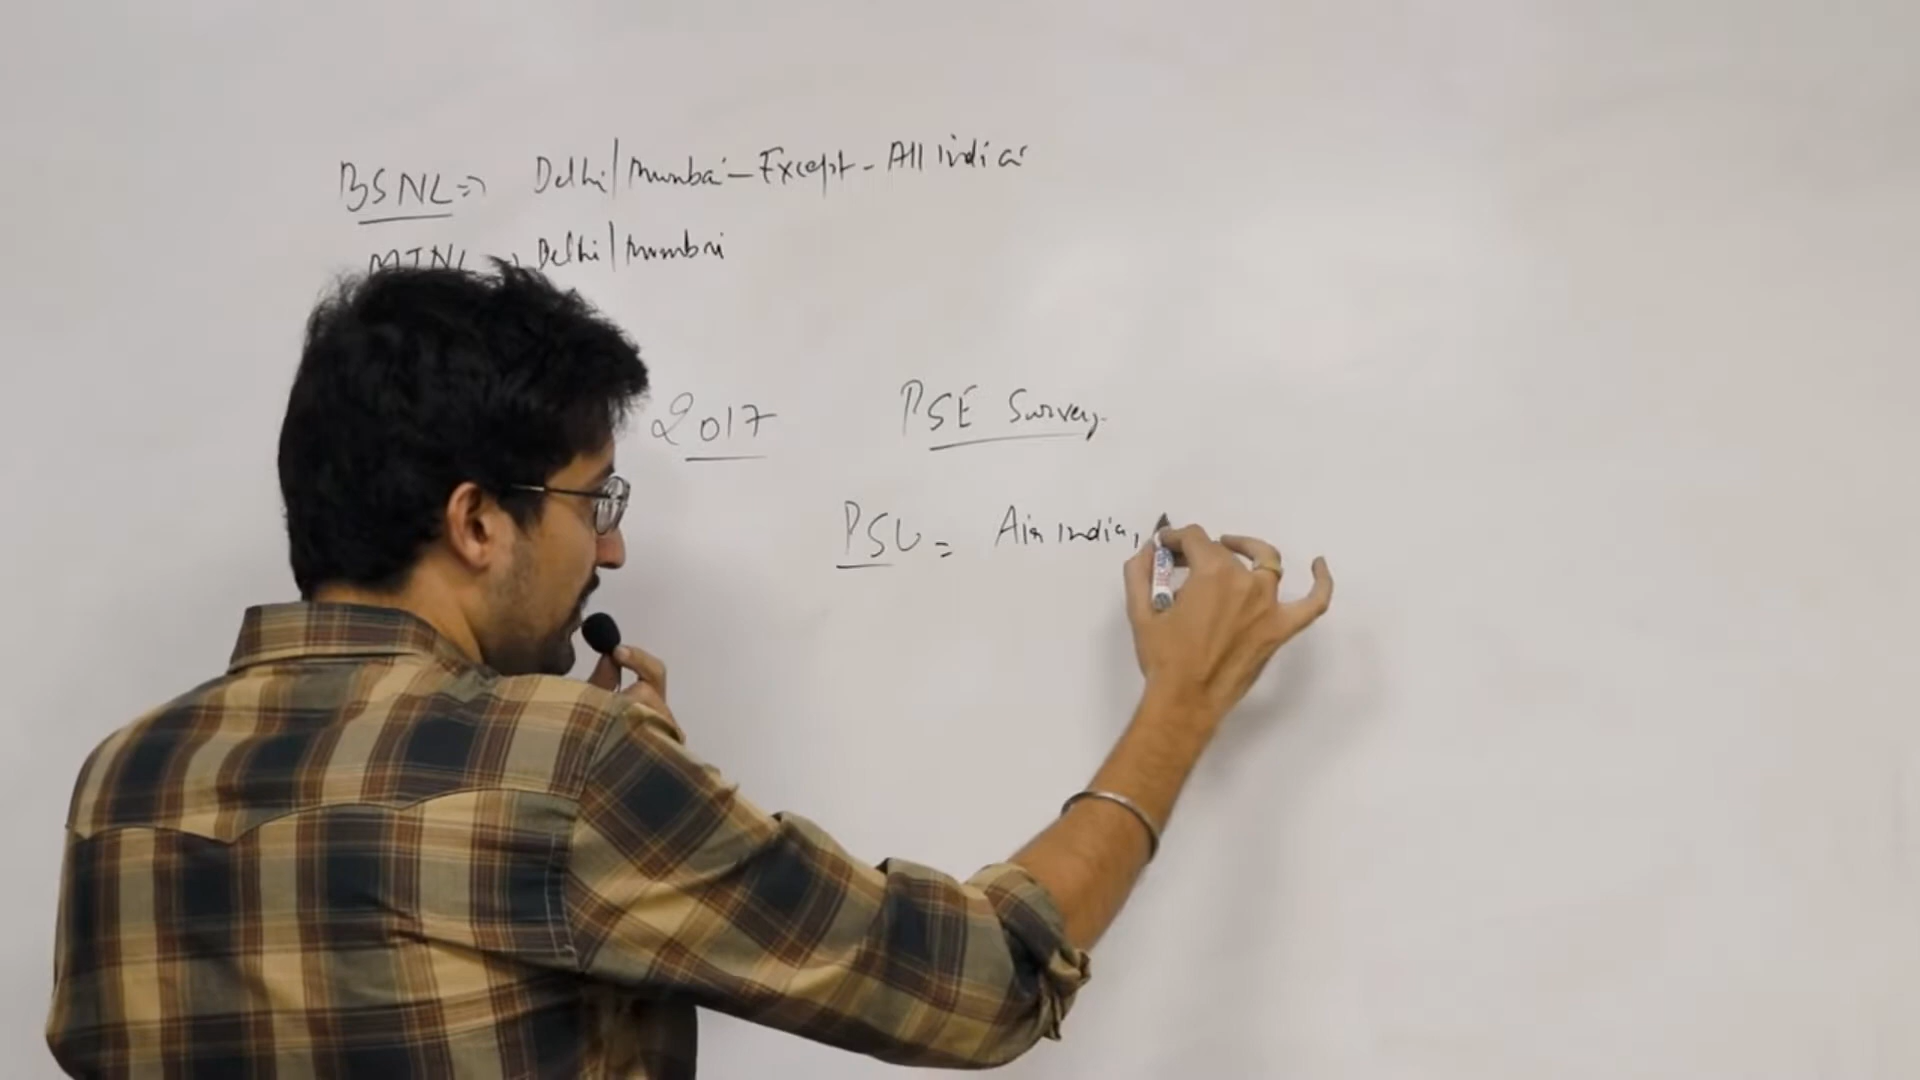 BSNL => Delhi/Mumbai - Except - All india
MTNL => Delhi/Mumbai
2017 PSE Survey
PSU = Air india,